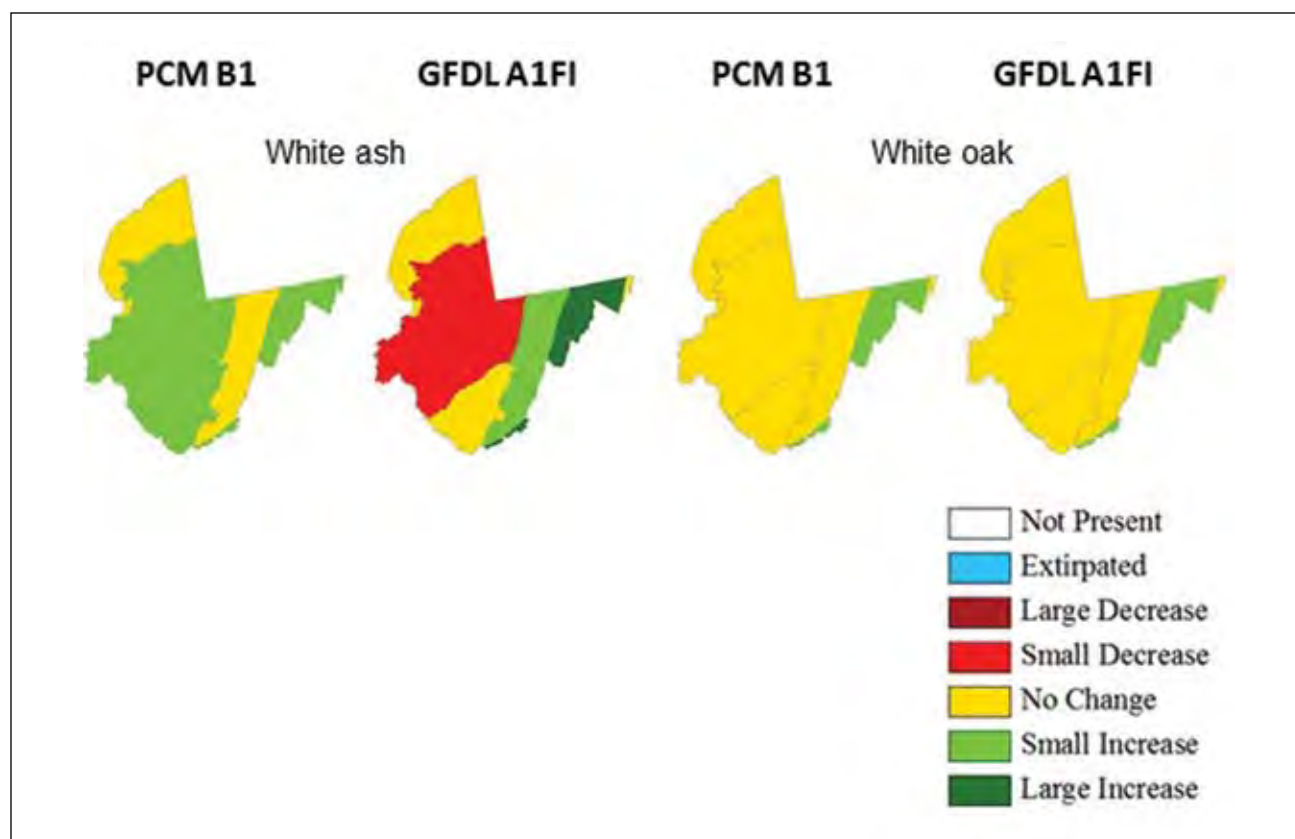 PCM B1 GFDL A1FI PCM B1 GFDL A1FI
White ash White oak
Not Present
Extirpated
Large Decrease
Small Decrease
No Change
Small Increase
Large Increase